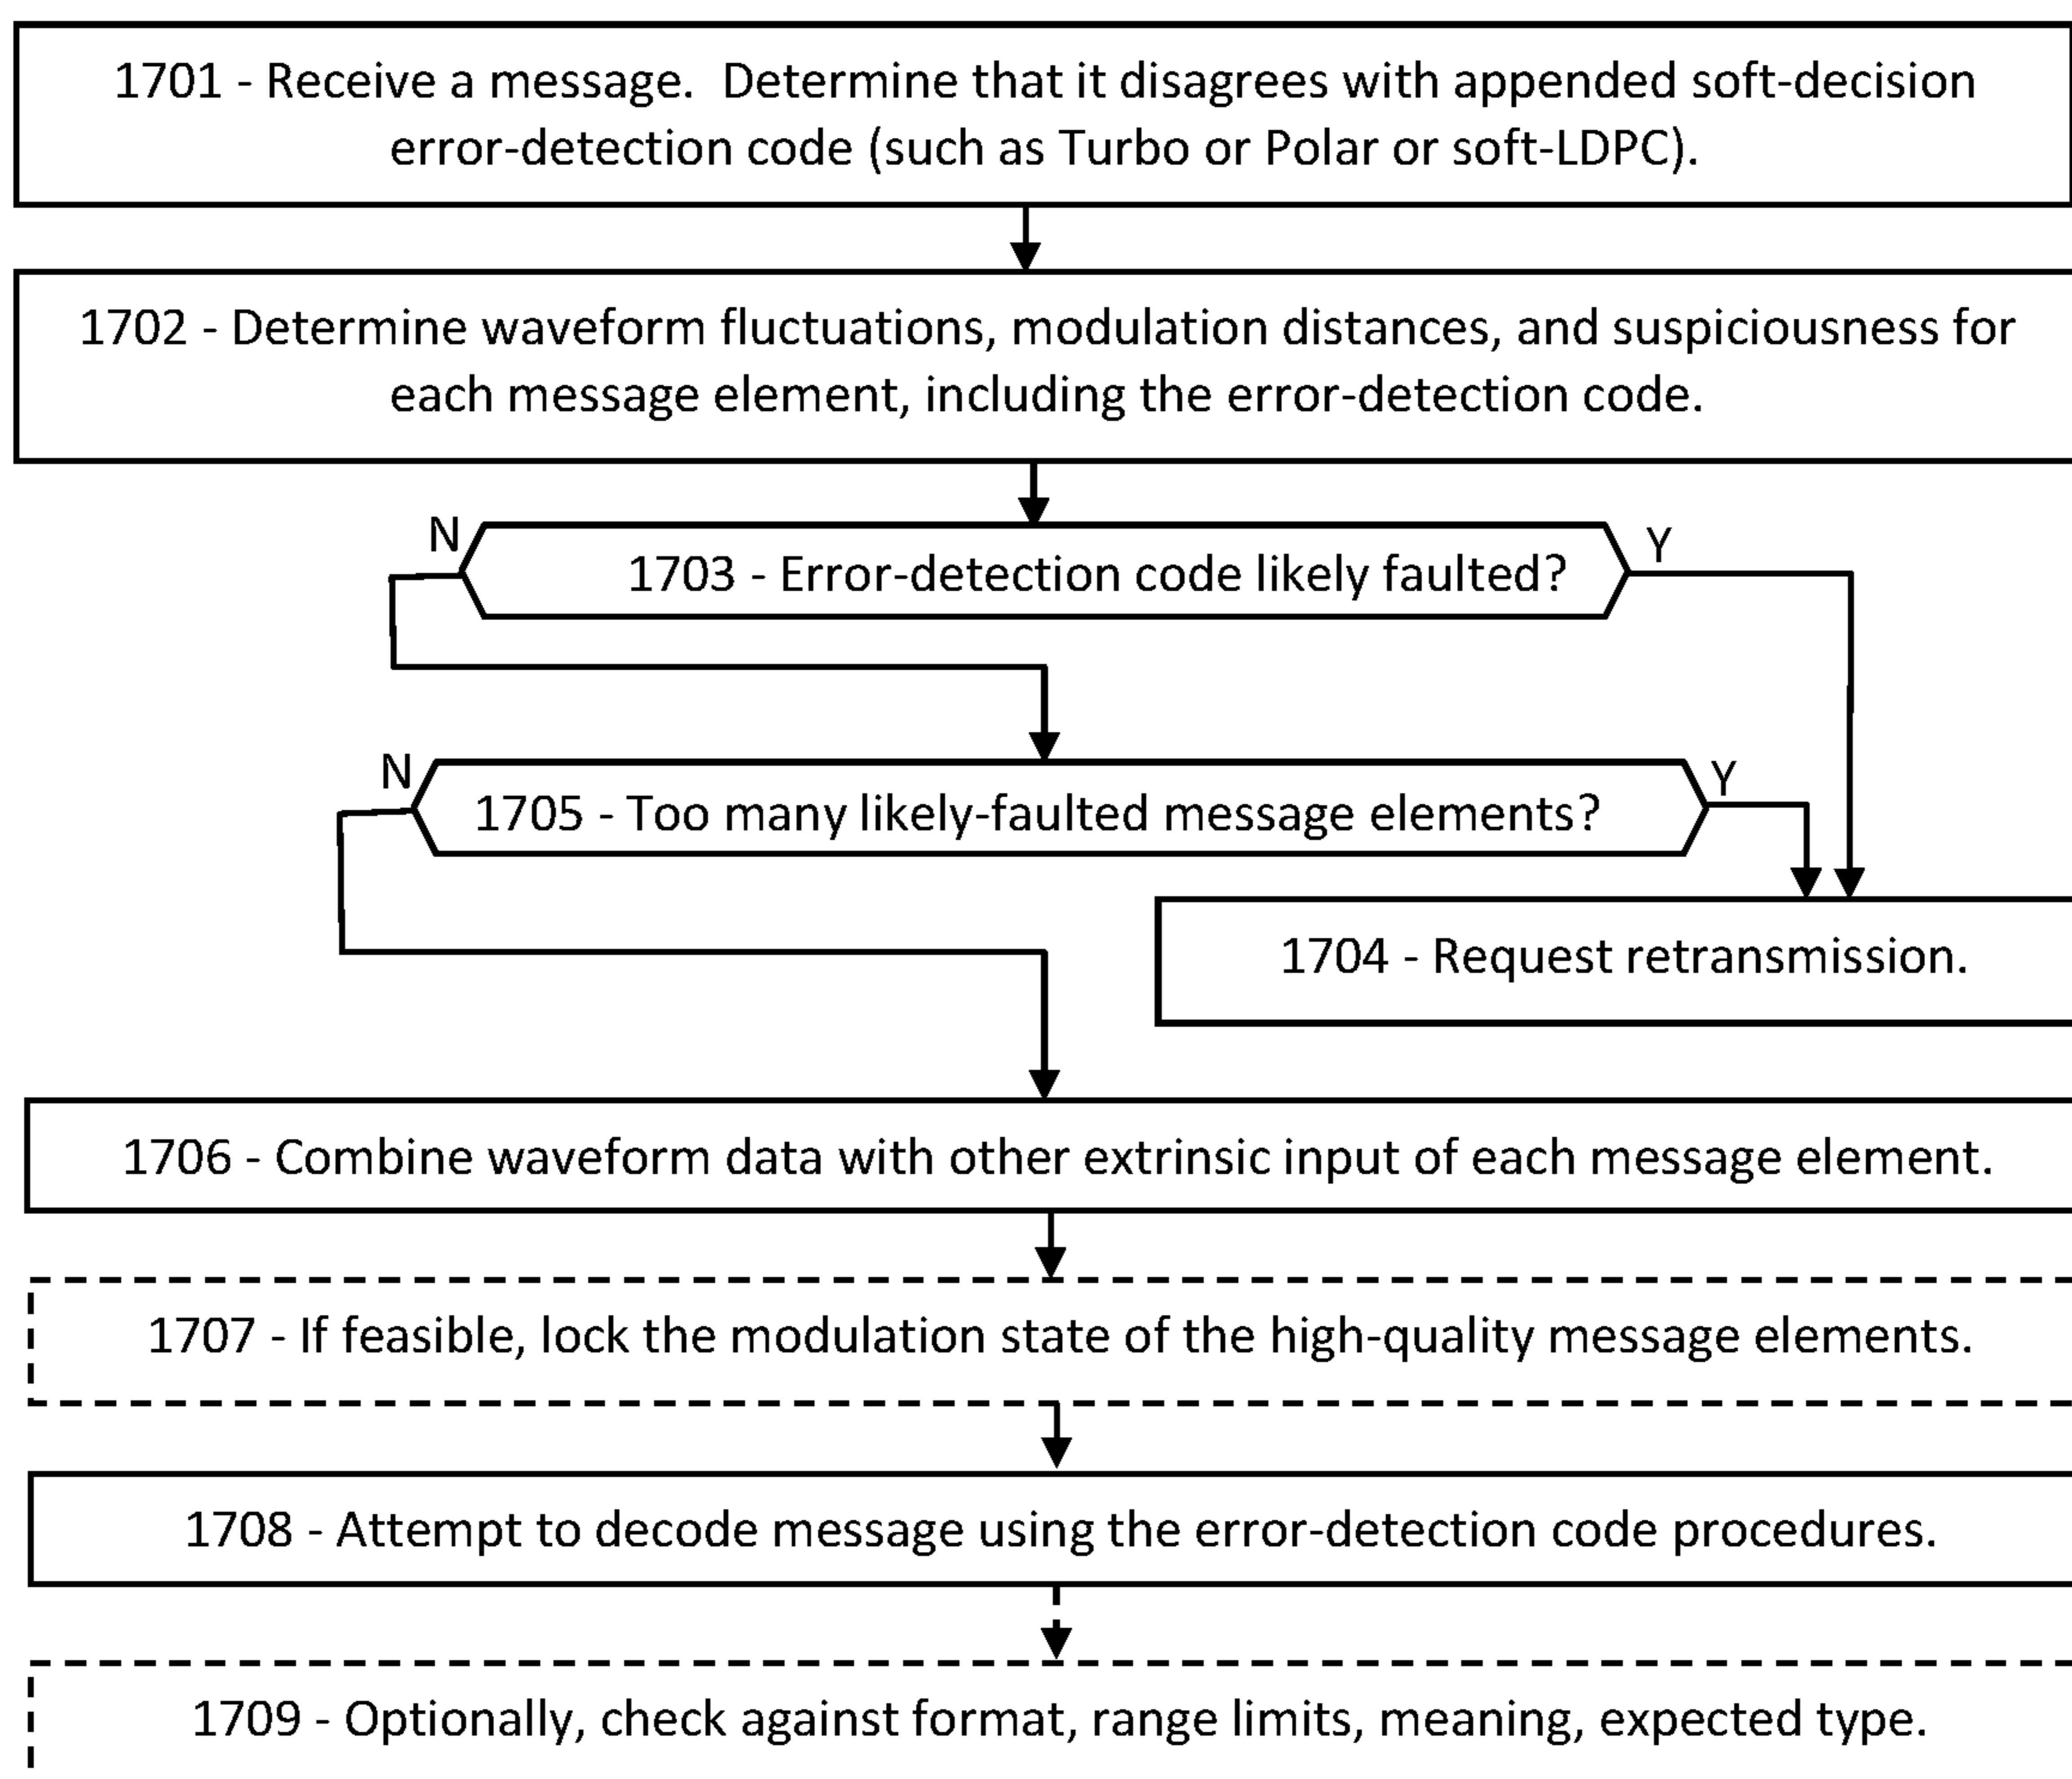 1701 - Receive a message.  Determine that it disagrees with appended soft-decision
error-detection code (such as Turbo or Polar or soft-LDPC).
1702 - Determine waveform fluctuations, modulation distances, and suspiciousness for
each message element, including the error-detection code.
N
Y
1703 - Error-detection code likely faulted?
N
Y
1705 - Too many likely-faulted message elements?
1704 - Request retransmission.
1706 - Combine waveform data with other extrinsic input of each message element.
1707 - If feasible, lock the modulation state of the high-quality message elements.
1708 - Attempt to decode message using the error-detection code procedures.
1709 - Optionally, check against format, range limits, meaning, expected type.